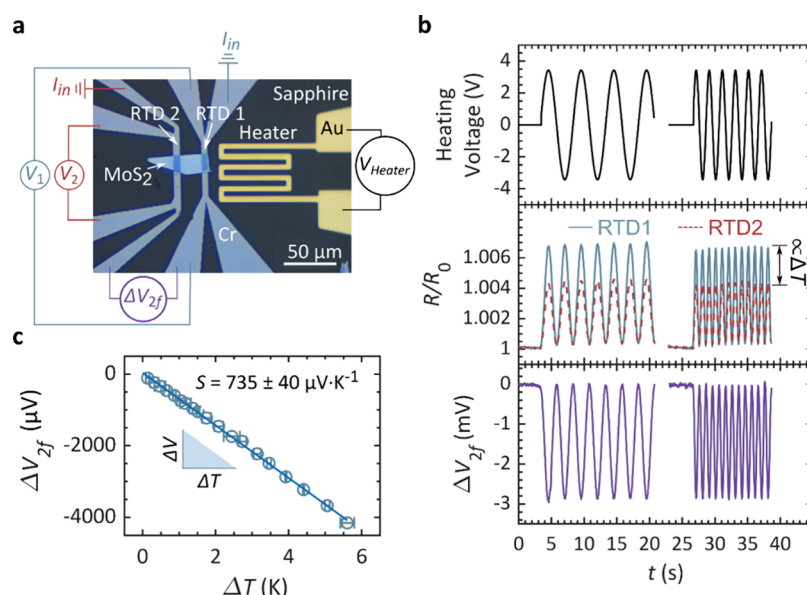 a
I_in
I_in
RTD 2
RTD 1
Sapphire
Heater
Au
V_1
V_2
MoS_2
V_Heater
Cr
50 μm
ΔV_2f
b
Heating
Voltage (V)
4
2
0
-2
-4
RTD1
RTD2
R/R_0
1.006
1.004
1.002
1
∝ΔT
ΔV_2f (mV)
0
-1
-2
-3
0 5 10 15 20 25 30 35 40
t (s)
c
S = 735 ± 40 μV·K⁻¹
ΔV_2f (μV)
0
-2000
-4000
ΔV
ΔT
0 2 4 6
ΔT (K)